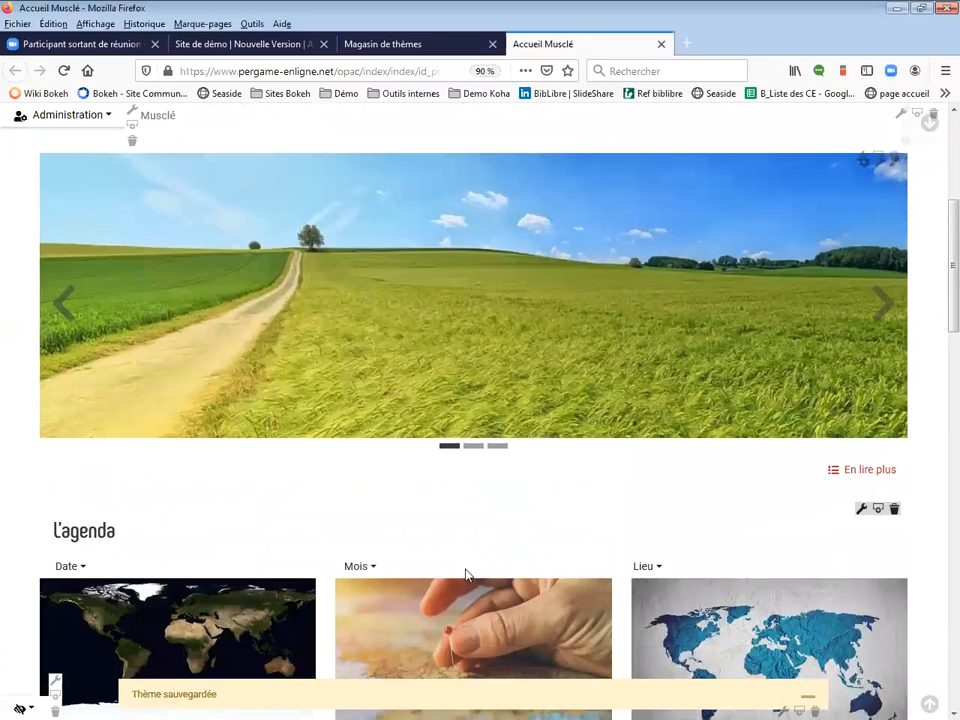 Accueil Musclé - Mozilla Firefox
Fichier Édition Affichage Historique Marque-pages Outils Aide
Participant sortant de réunion
Site de démo | Nouvelle Version | A
Magasin de thèmes
Accueil Musclé
https://www.pergame-enligne.net/opac/index/index/id_p
90 %
Rechercher
Wiki Bokeh
Bokeh - Site Commun...
Seaside
Sites Bokeh
Démo
Outils internes
Demo Koha
BibLibre | SlideShare
Ref biblibre
Seaside
B_Liste des CE - Googl...
page accueil
Administration
Musclé
En lire plus
L'agenda
Date
Mois
Lieu
Thème sauvegardée